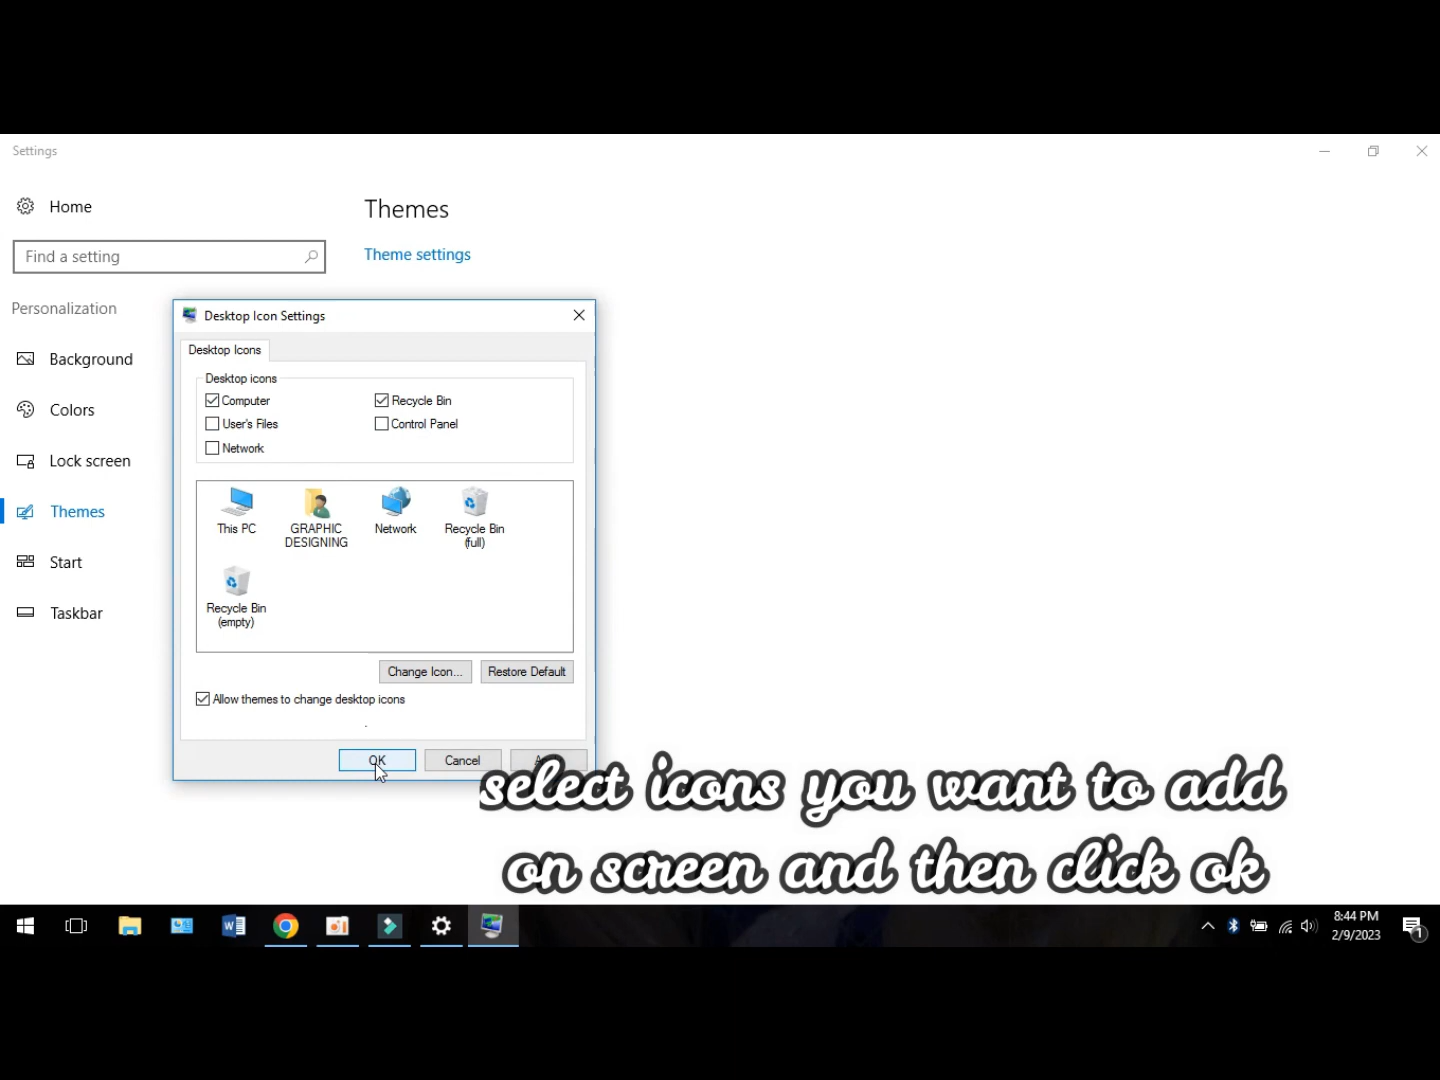 Settings
Home
Find a setting
Personalization
Background
Colors
Lock screen
Themes
Start
Taskbar
Themes
Theme settings
Desktop Icon Settings
Desktop Icons
Desktop icons
Computer
Recycle Bin
User's Files
Control Panel
Network
This PC
GRAPHIC
DESIGNING
Network
Recycle Bin
(full)
Recycle Bin
(empty)
Change Icon...
Restore Default
Allow themes to change desktop icons
OK
Cancel
select icons you want to add
on screen and then click ok
8:44 PM
2/9/2023
1